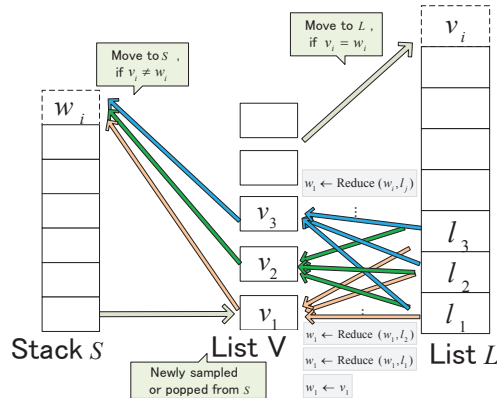 v_i
Move to L ,
if v_i = w_i
Move to S ,
if v_i ≠ w_i
w_i
w_1 ← Reduce (w_i, l_j)
⋮
v_3
l_3
v_2
l_2
v_1
⋮
l_1
w_1 ← Reduce (w_1, l_2)
w_1 ← Reduce (w_1, l_1)
w_1 ← v_1
Stack S
List V
List L
Newly sampled
or popped from S